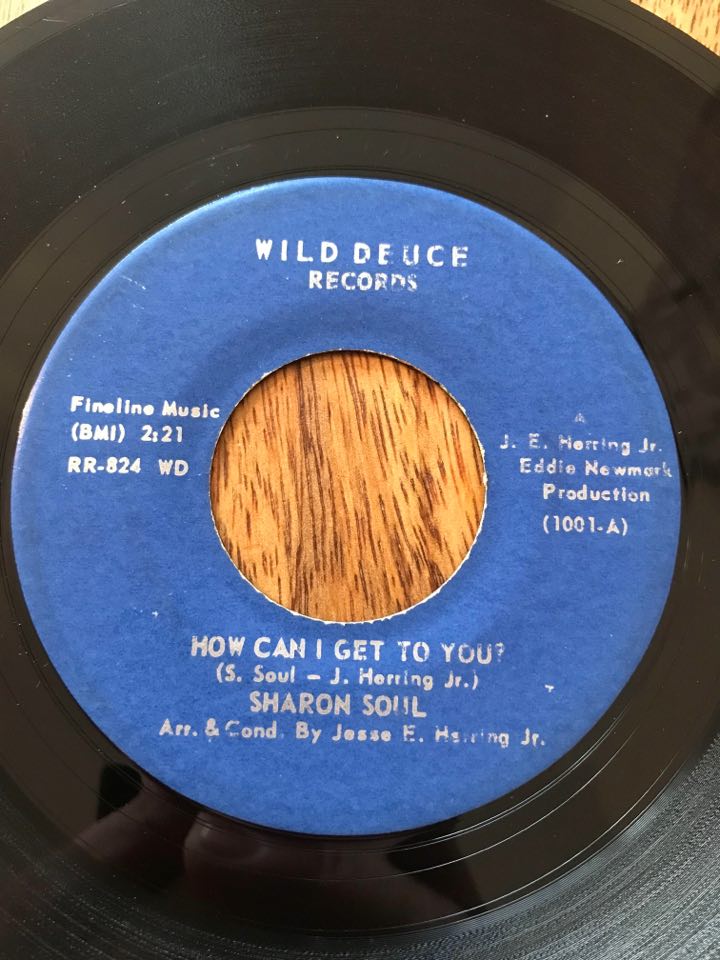 WILD DEUCE
RECORDS
Fineline Music
(BMI) 2:21
RR-824 WD
A
J. E. Herring Jr.
Eddie Newmark
Production
(1001-A)
HOW CAN I GET TO YOU?
(S. Soul - J. Herring Jr.)
SHARON SOUL
Arr. & Cond. By Jesse E. Herring Jr.